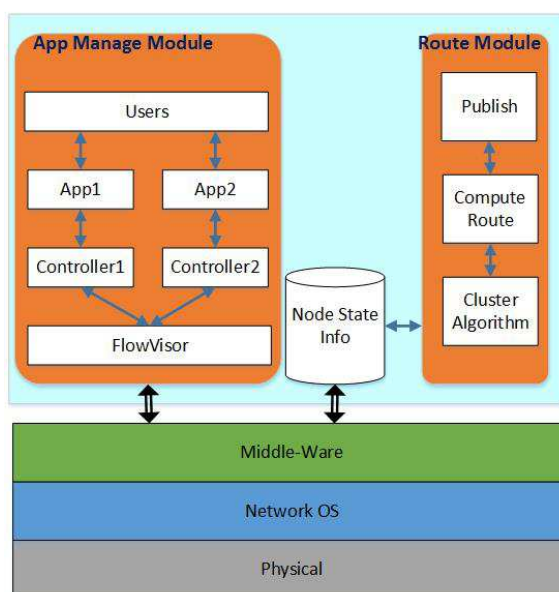 App Manage Module
Users
App1
App2
Controller1
Controller2
FlowVisor
Node State
Info
Route Module
Publish
Compute
Route
Cluster
Algorithm
Middle-Ware
Network OS
Physical